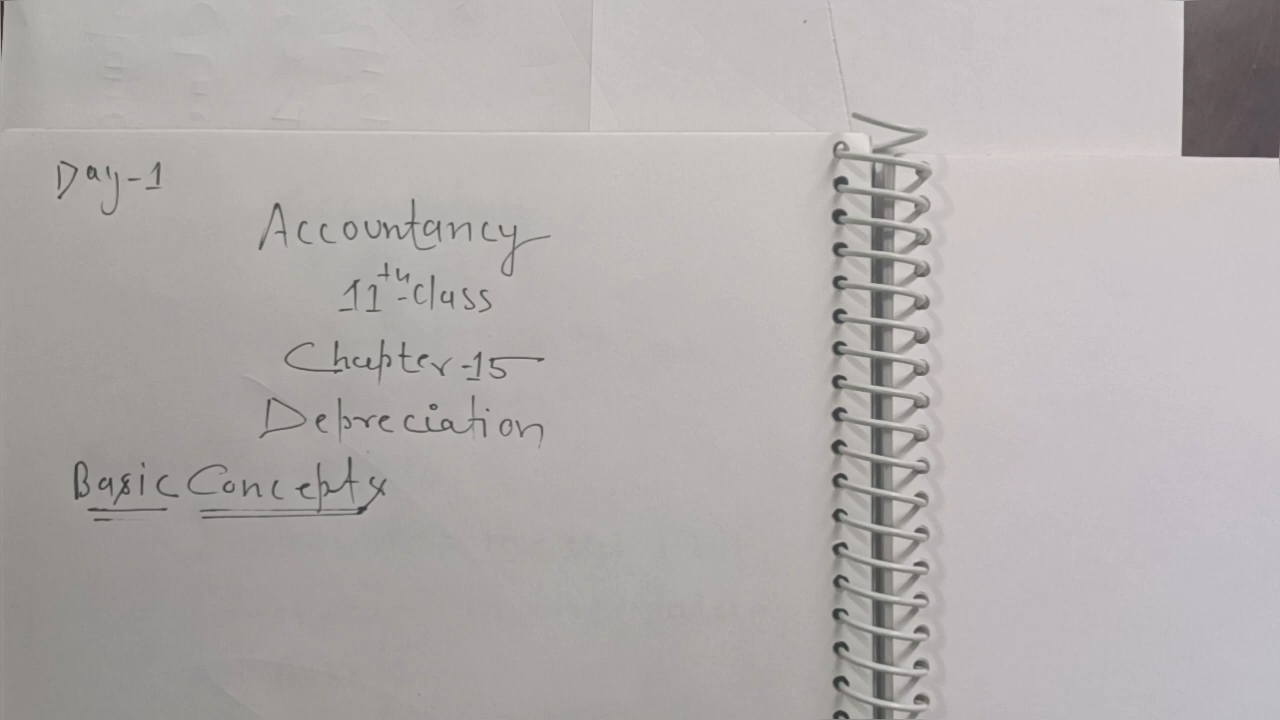 Day-1
Accountancy
11th-Class
Chapter-15
Depreciation
Basic Concepts